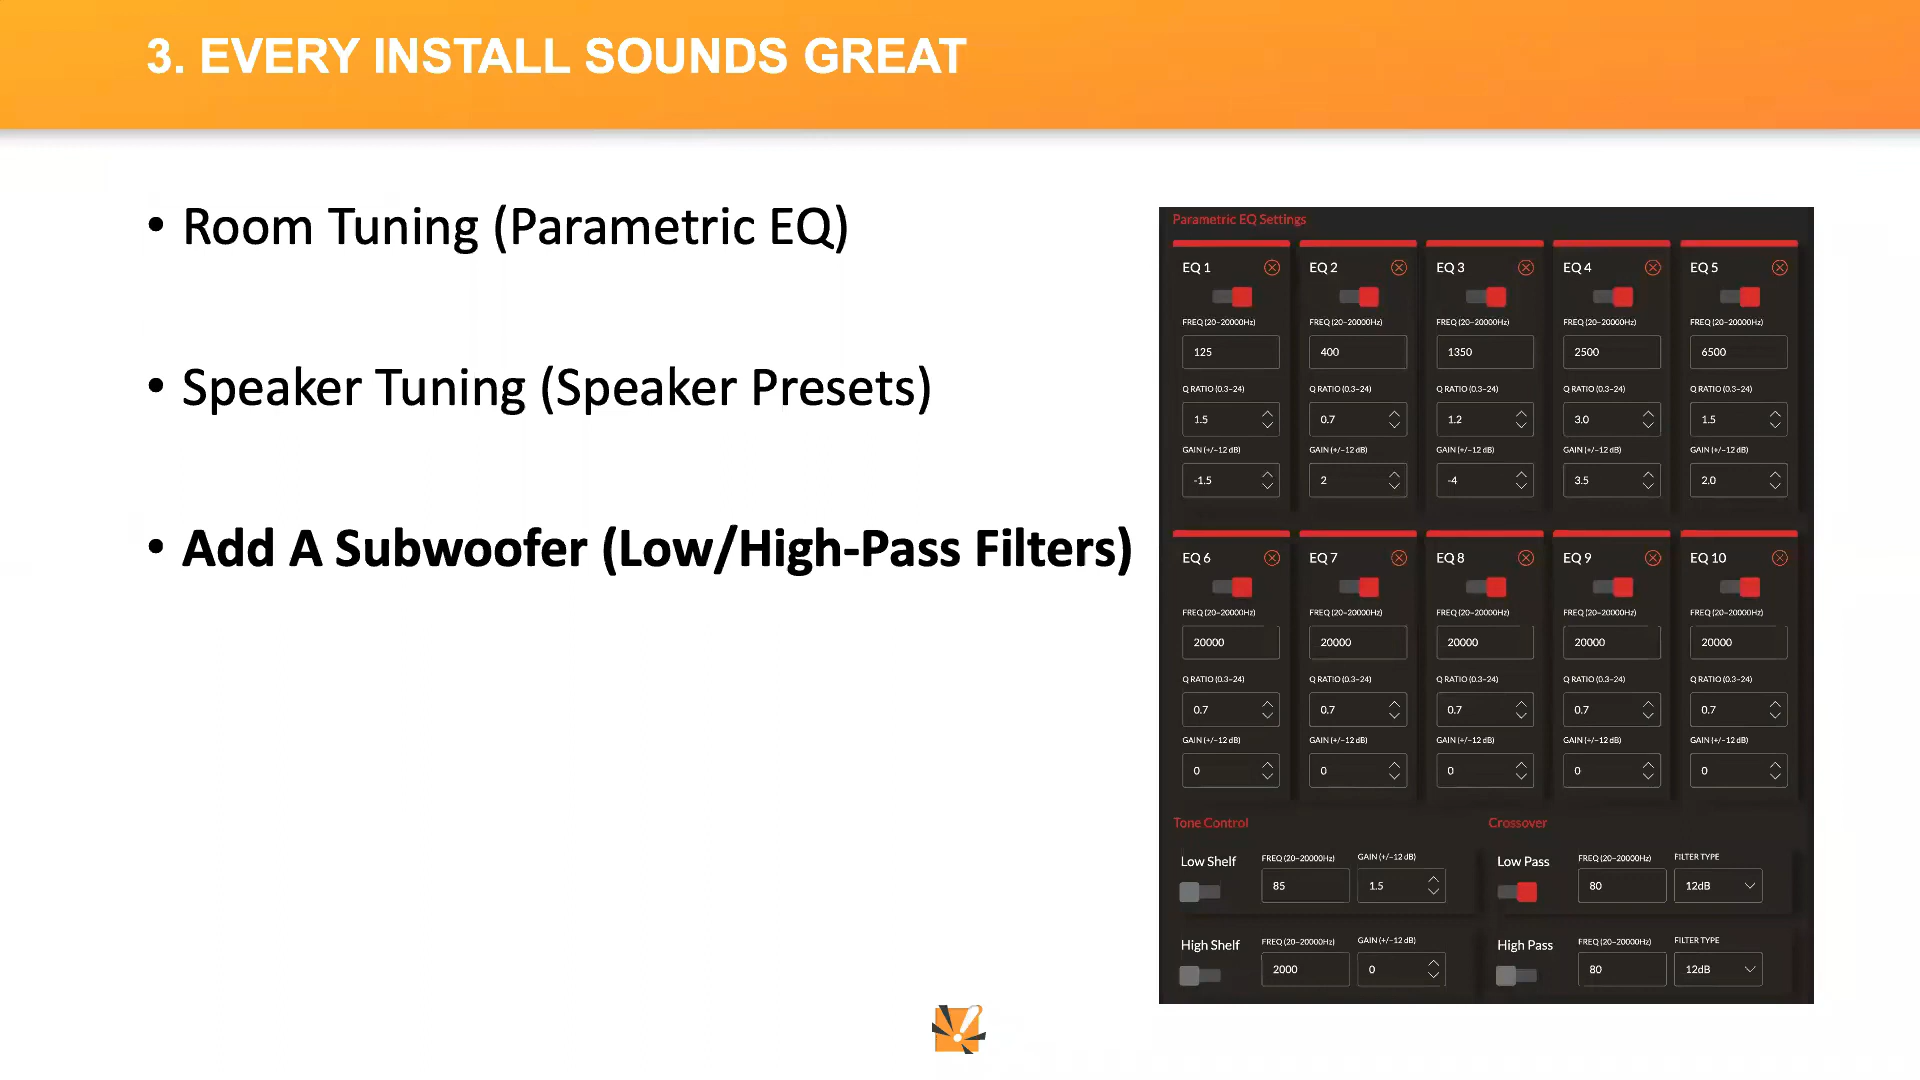 3. EVERY INSTALL SOUNDS GREAT
• Room Tuning (Parametric EQ)
• Speaker Tuning (Speaker Presets)
• Add A Subwoofer (Low/High-Pass Filters)
Parametric EQ Settings
EQ 1 EQ 2 EQ 3 EQ 4 EQ 5
FREQ (20–20000Hz) FREQ (20–20000Hz) FREQ (20–20000Hz) FREQ (20–20000Hz) FREQ (20–20000Hz)
125 400 1350 2500 6500
Q RATIO (0.3–24) Q RATIO (0.3–24) Q RATIO (0.3–24) Q RATIO (0.3–24) Q RATIO (0.3–24)
1.5 0.7 1.2 3.0 1.5
GAIN (+/–12 dB) GAIN (+/–12 dB) GAIN (+/–12 dB) GAIN (+/–12 dB) GAIN (+/–12 dB)
-1.5 2 -4 3.5 2.0
EQ 6 EQ 7 EQ 8 EQ 9 EQ 10
FREQ (20–20000Hz) FREQ (20–20000Hz) FREQ (20–20000Hz) FREQ (20–20000Hz) FREQ (20–20000Hz)
20000 20000 20000 20000 20000
Q RATIO (0.3–24) Q RATIO (0.3–24) Q RATIO (0.3–24) Q RATIO (0.3–24) Q RATIO (0.3–24)
0.7 0.7 0.7 0.7 0.7
GAIN (+/–12 dB) GAIN (+/–12 dB) GAIN (+/–12 dB) GAIN (+/–12 dB) GAIN (+/–12 dB)
0 0 0 0 0
Tone Control Crossover
Low Shelf FREQ (20–20000Hz) GAIN (+/–12 dB) Low Pass FREQ (20–20000Hz) FILTER TYPE
85 1.5 80 12dB
High Shelf FREQ (20–20000Hz) GAIN (+/–12 dB) High Pass FREQ (20–20000Hz) FILTER TYPE
2000 0 80 12dB